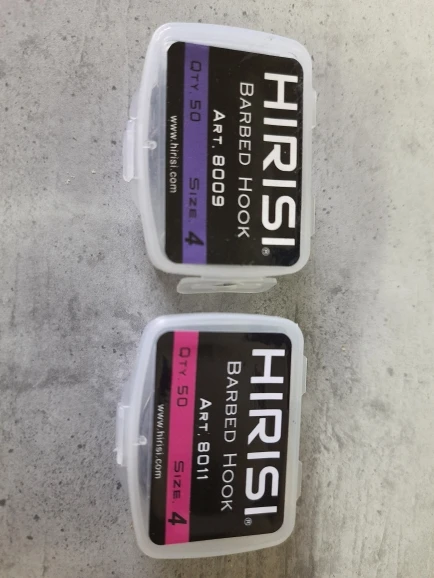 HIRISI®
BARBED HOOK
ART. 8009
QTY. 50 SIZE. 4
www.hirisi.com
HIRISI®
BARBED HOOK
ART. 8011
QTY. 50 SIZE. 4
www.hirisi.com